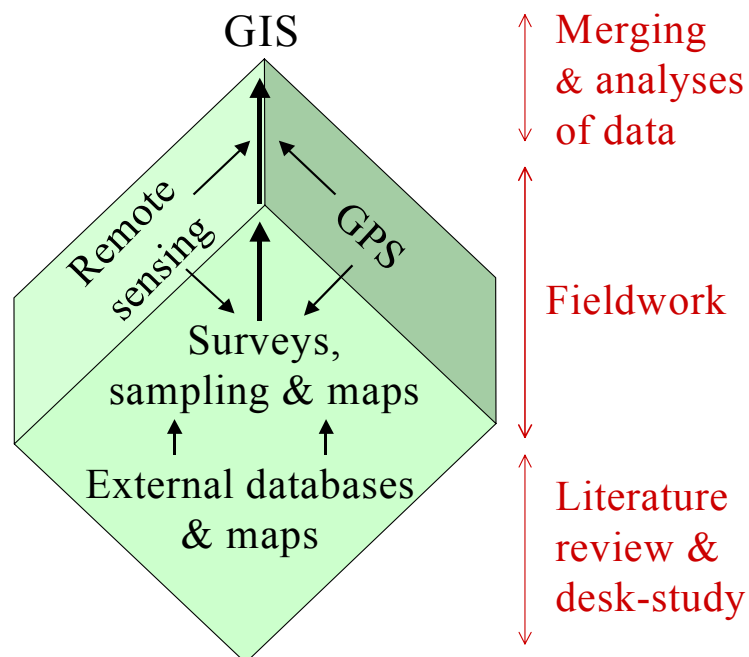 GIS
Merging
& analyses
of data
Remote
sensing
GPS
Fieldwork
Surveys,
sampling & maps
External databases
& maps
Literature
review &
desk-study